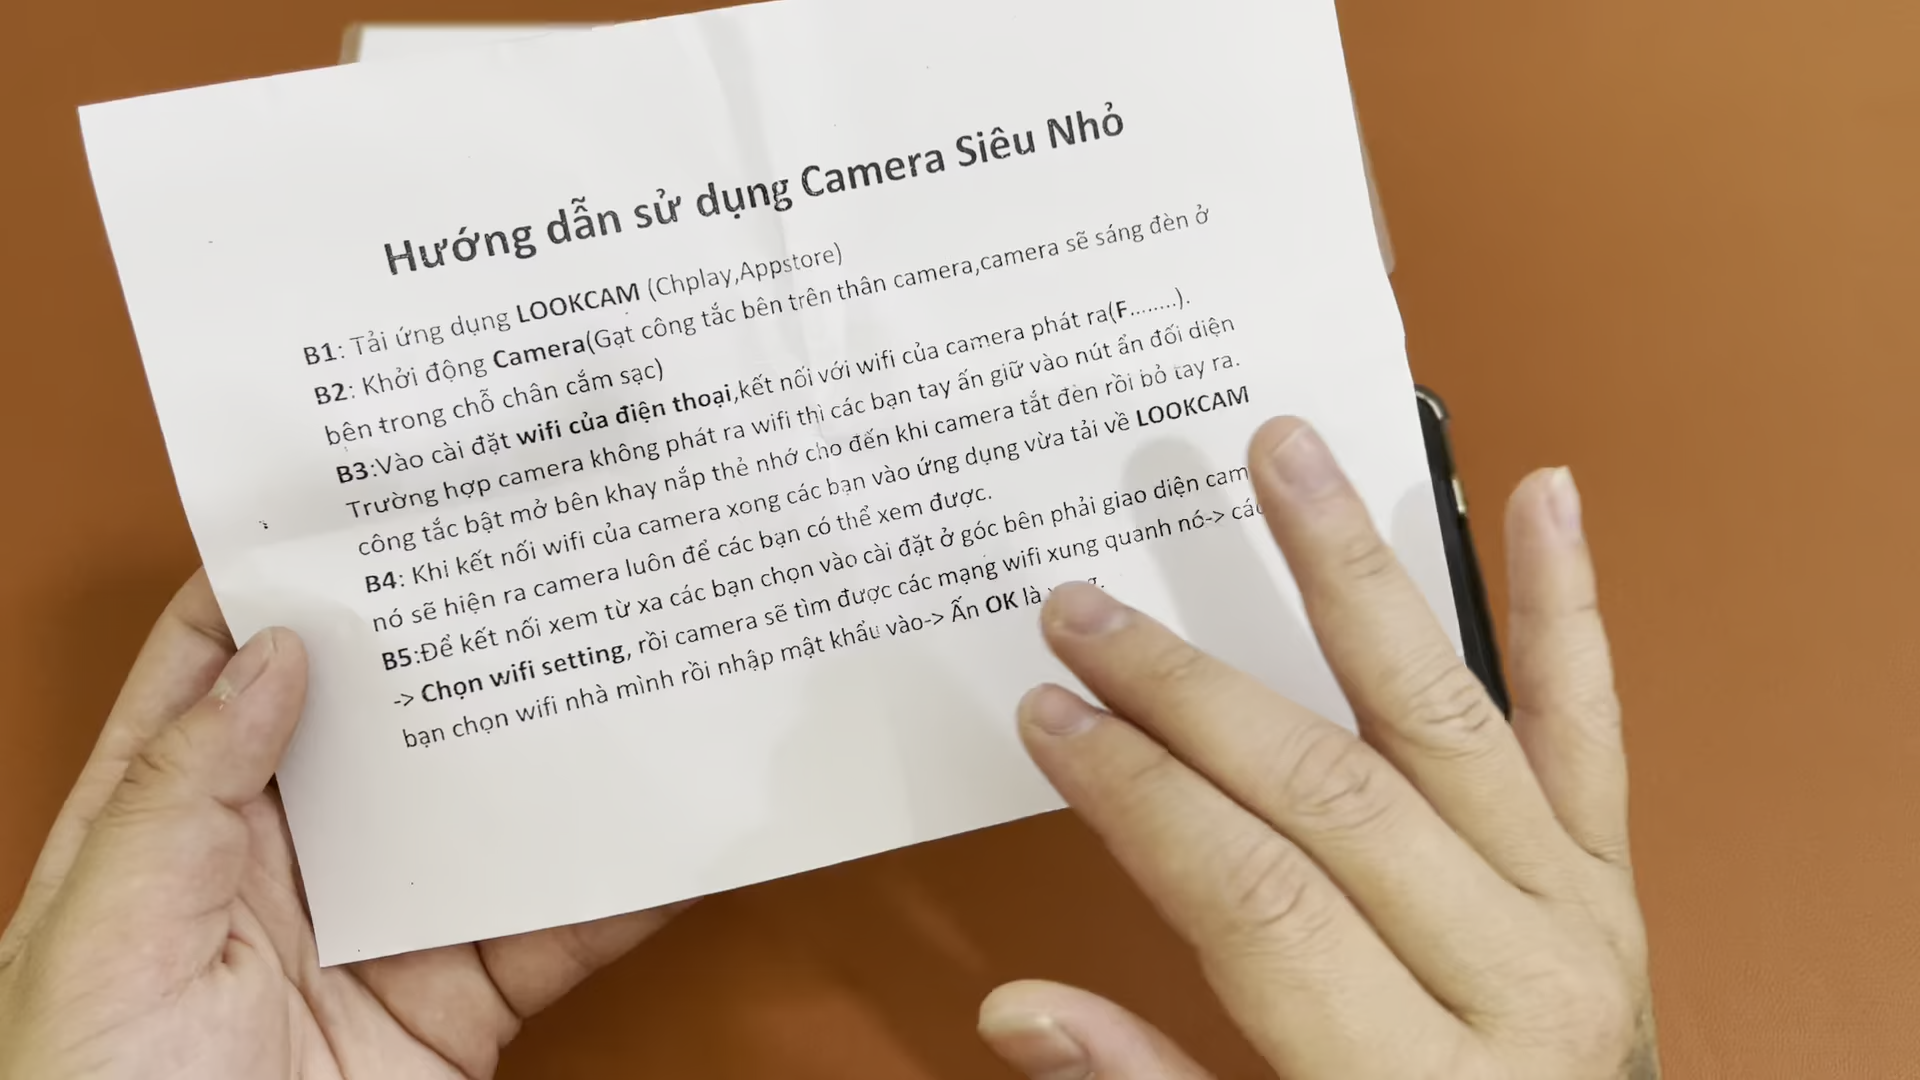 Hướng dẫn sử dụng Camera Siêu Nhỏ
B1: Tải ứng dụng LOOKCAM (Chplay,Appstore)
B2: Khởi động Camera(Gạt công tắc bên trên thân camera,camera sẽ sáng đèn ở
bên trong chỗ chân cắm sạc)
B3:Vào cài đặt wifi của điện thoại,kết nối với wifi của camera phát ra(F........).
Trường hợp camera không phát ra wifi thì các bạn tay ấn giữ vào nút ẩn đối diện
công tắc bật mở bên khay nắp thẻ nhớ cho đến khi camera tắt đèn rồi bỏ tay ra.
B4: Khi kết nối wifi của camera xong các bạn vào ứng dụng vừa tải về LOOKCAM
nó sẽ hiện ra camera luôn để các bạn có thể xem được.
B5:Để kết nối xem từ xa các bạn chọn vào cài đặt ở góc bên phải giao diện cam
-> Chọn wifi setting, rồi camera sẽ tìm được các mạng wifi xung quanh nó-> các
bạn chọn wifi nhà mình rồi nhập mật khẩu vào-> Ấn OK là